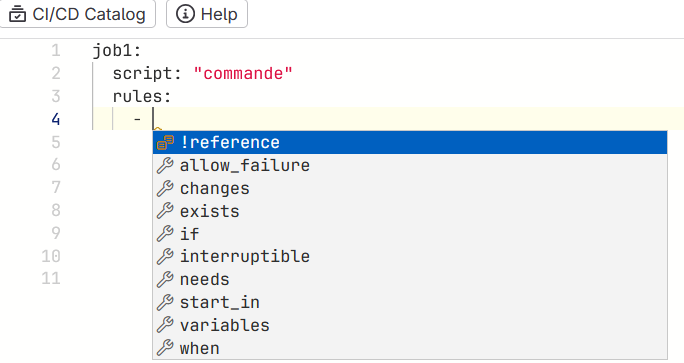 CI/CD Catalog Help
1 job1:
2 script: "commande"
3 rules:
4 -
5 !reference
6 allow_failure
7 changes
8 exists
9 if
10 interruptible
11 needs
start_in
variables
when